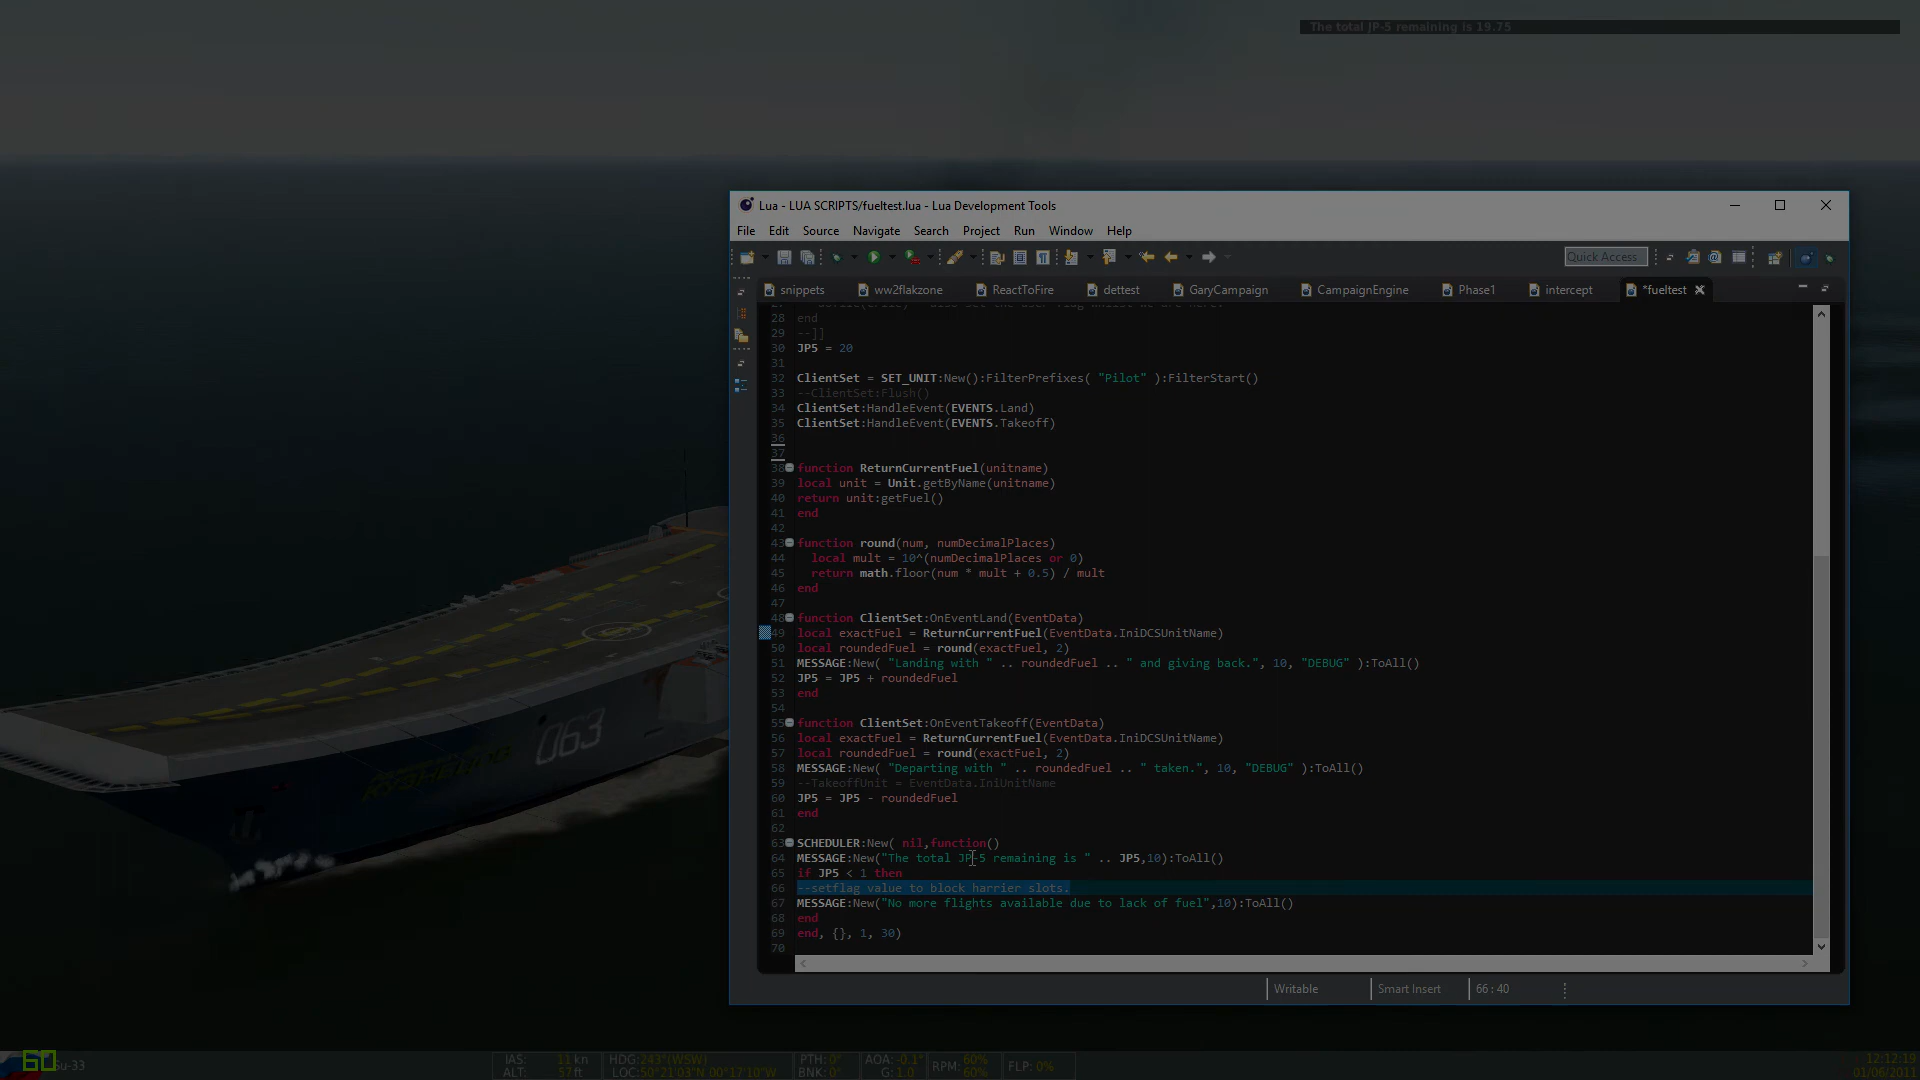 The total JP-5 remaining is 19.75
Lua - LUA SCRIPTS/fueltest.lua - Lua Development Tools
File Edit Source Navigate Search Project Run Window Help
Quick Access
snippets ww2flakzone ReactToFire dettest GaryCampaign CampaignEngine Phase1 intercept *fueltest
28 end
29 --]]
30 JP5 = 20
31
32 ClientSet = SET_UNIT:New():FilterPrefixes( "Pilot" ):FilterStart()
33 --ClientSet:Flush()
34 ClientSet:HandleEvent(EVENTS.Land)
35 ClientSet:HandleEvent(EVENTS.Takeoff)
36
37
38 function ReturnCurrentFuel(unitname)
39 local unit = Unit.getByName(unitname)
40 return unit:getFuel()
41 end
42
43 function round(num, numDecimalPlaces)
44 local mult = 10^(numDecimalPlaces or 0)
45 return math.floor(num * mult + 0.5) / mult
46 end
47
48 function ClientSet:OnEventLand(EventData)
49 local exactFuel = ReturnCurrentFuel(EventData.IniDCSUnitName)
50 local roundedFuel = round(exactFuel, 2)
51 MESSAGE:New( "Landing with " .. roundedFuel .. " and giving back.", 10, "DEBUG" ):ToAll()
52 JP5 = JP5 + roundedFuel
53 end
54
55 function ClientSet:OnEventTakeoff(EventData)
56 local exactFuel = ReturnCurrentFuel(EventData.IniDCSUnitName)
57 local roundedFuel = round(exactFuel, 2)
58 MESSAGE:New( "Departing with " .. roundedFuel .. " taken.", 10, "DEBUG" ):ToAll()
59 --TakeoffUnit = EventData.IniUnitName
60 JP5 = JP5 - roundedFuel
61 end
62
63 SCHEDULER:New( nil,function()
64 MESSAGE:New("The total JP-5 remaining is " .. JP5,10):ToAll()
65 if JP5 < 1 then
66 --setflag value to block harrier slots.
67 MESSAGE:New("No more flights available due to lack of fuel",10):ToAll()
68 end
69 end, {}, 1, 30)
70
Writable Smart Insert 66 : 40
063
60
Su-33
IAS: 11 kn HDG: 243°(WSW) PTH: 0° AOA: -0.1° RPM: 60% FLP: 0%
ALT: 57 ft LOC: 50°21'03"N 00°17'10"W BNK: 0° G: 1.0 60%
12:12:19
01/06/2011